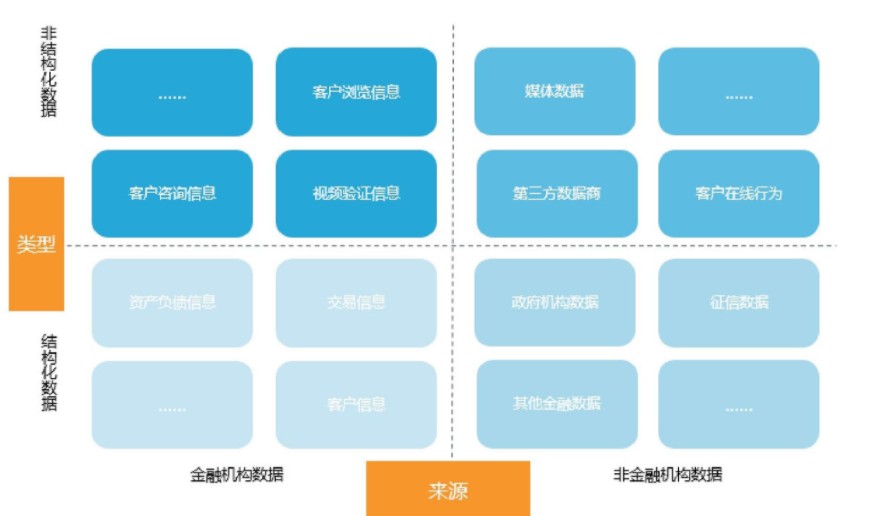 非结构化数据
……
客户浏览信息
媒体数据
……
客户咨询信息
视频验证信息
第三方数据商
客户在线行为
类型
资产负债信息
交易信息
政府机构数据
征信数据
结构化数据
……
客户信息
其他金融数据
……
金融机构数据
非金融机构数据
来源